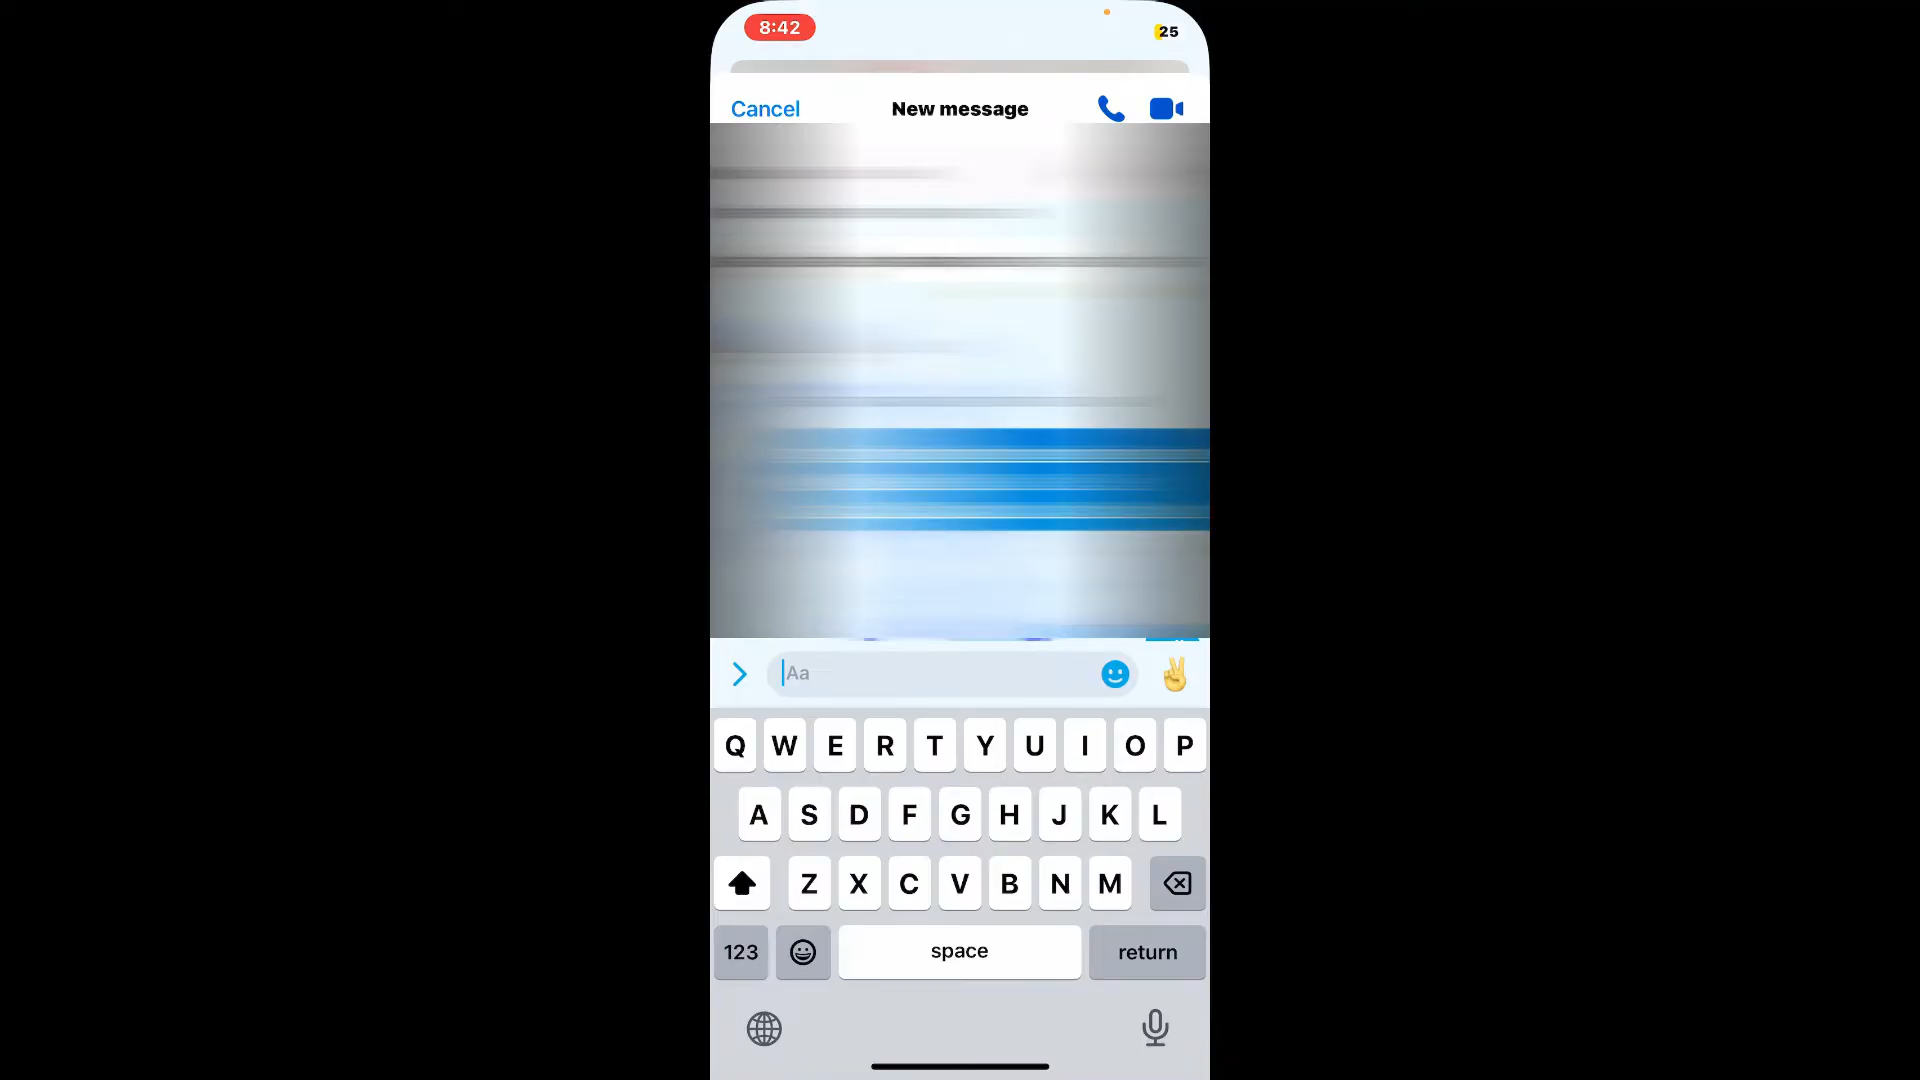 8:42
25
Cancel New message
Aa
Q W E R T Y U I O P
A S D F G H J K L
Z X C V B N M
123 space return